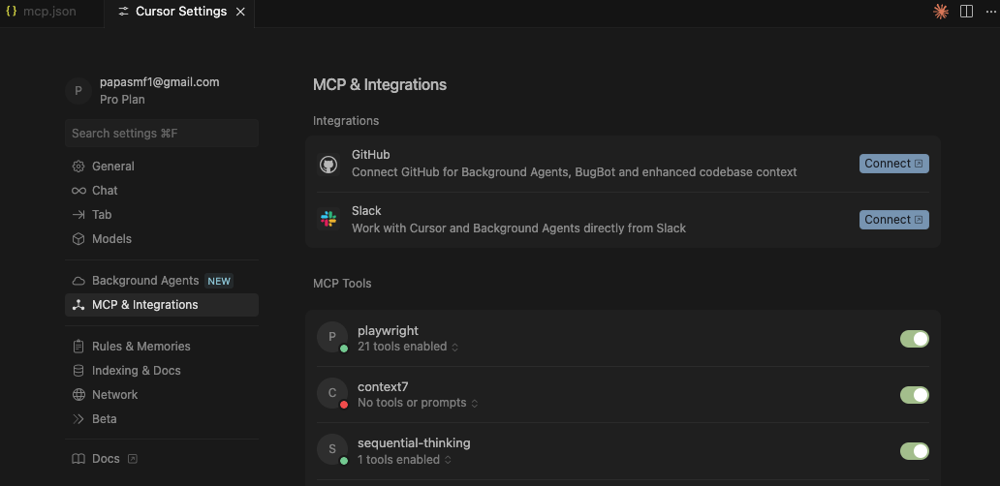 {} mcp.json
Cursor Settings
P
papasmf1@gmail.com
Pro Plan
Search settings ⌘F
General
Chat
Tab
Models
Background Agents NEW
MCP & Integrations
Rules & Memories
Indexing & Docs
Network
Beta
Docs
MCP & Integrations
Integrations
GitHub
Connect GitHub for Background Agents, BugBot and enhanced codebase context
Connect
Slack
Work with Cursor and Background Agents directly from Slack
Connect
MCP Tools
P
playwright
21 tools enabled
C
context7
No tools or prompts
S
sequential-thinking
1 tools enabled